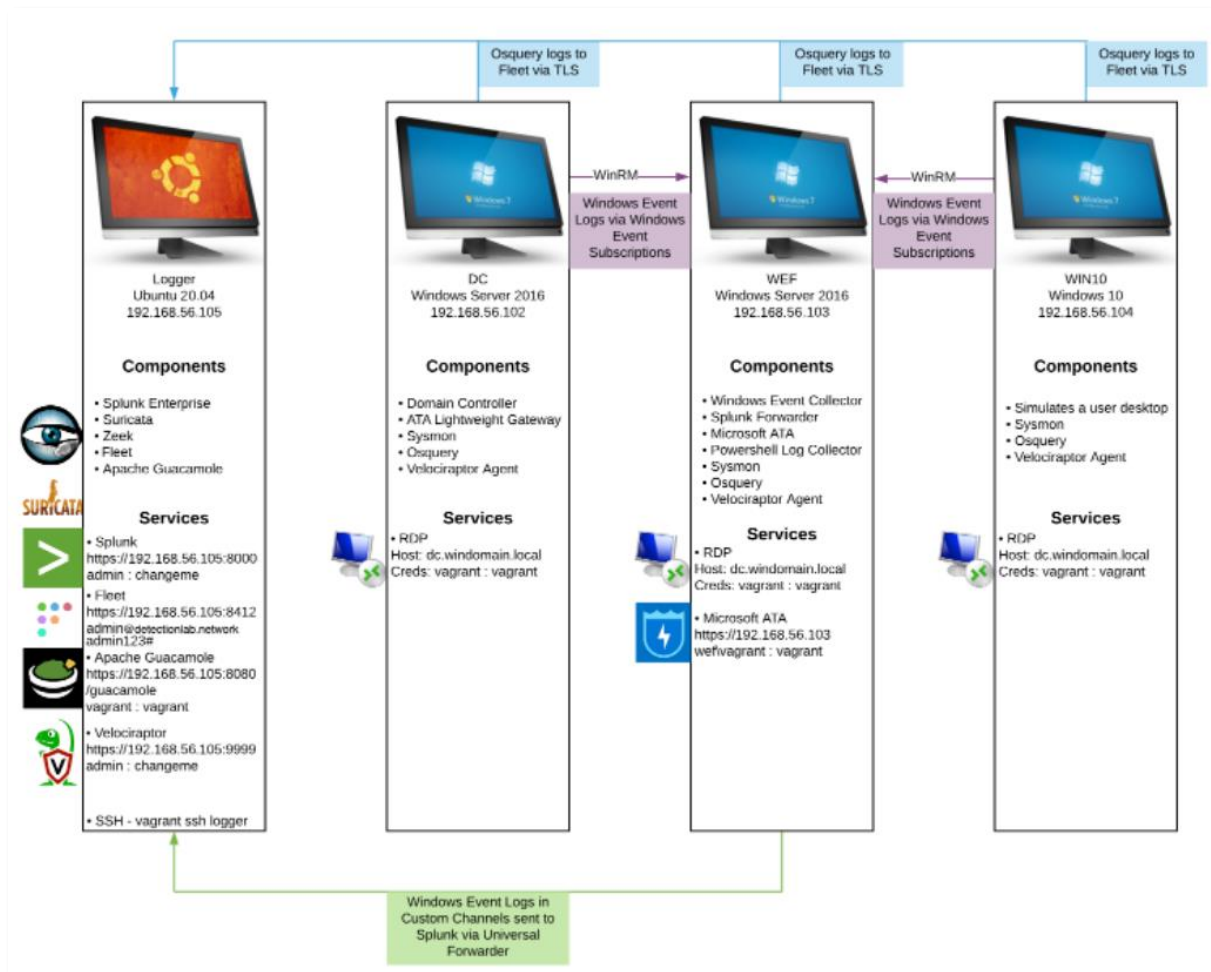 Osquery logs to
Fleet via TLS
Osquery logs to
Fleet via TLS
Osquery logs to
Fleet via TLS
Windows 7
Windows 7
Windows 7
WinRM
Windows Event
Logs via Windows
Event
Subscriptions
WinRM
Windows Event
Logs via Windows
Event
Subscriptions
Logger
Ubuntu 20.04
192.168.56.105
Components
• Splunk Enterprise
• Suricata
• Zeek
• Fleet
• Apache Guacamole
SURICATA
Services
• Splunk
https://192.168.56.105:8000
admin : changeme
• Fleet
https://192.168.56.105:8412
admin@detectionlab.network
admin123#
• Apache Guacamole
https://192.168.56.105:8080
/guacamole
vagrant : vagrant
• Velociraptor
https://192.168.56.105:9999
admin : changeme
V
• SSH - vagrant ssh logger
DC
Windows Server 2016
192.168.56.102
Components
• Domain Controller
• ATA Lightweight Gateway
• Sysmon
• Osquery
• Velociraptor Agent
Services
• RDP
Host: dc.windomain.local
Creds: vagrant : vagrant
WEF
Windows Server 2016
192.168.56.103
Components
• Windows Event Collector
• Splunk Forwarder
• Microsoft ATA
• Powershell Log Collector
• Sysmon
• Osquery
• Velociraptor Agent
Services
• RDP
Host: dc.windomain.local
Creds: vagrant : vagrant
• Microsoft ATA
https://192.168.56.103
wef\vagrant : vagrant
WIN10
Windows 10
192.168.56.104
Components
• Simulates a user desktop
• Sysmon
• Osquery
• Velociraptor Agent
Services
• RDP
Host: dc.windomain.local
Creds: vagrant : vagrant
Windows Event Logs in
Custom Channels sent to
Splunk via Universal
Forwarder